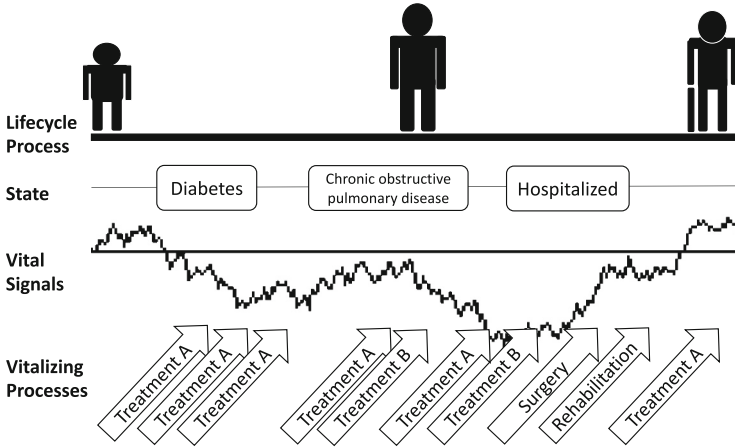 Lifecycle
Process
State
Diabetes
Chronic obstructive
pulmonary disease
Hospitalized
Vital
Signals
Vitalizing
Processes
Treatment A
Treatment A
Treatment A
Treatment A
Treatment B
Treatment A
Treatment B
Surgery
Rehabilitation
Treatment A